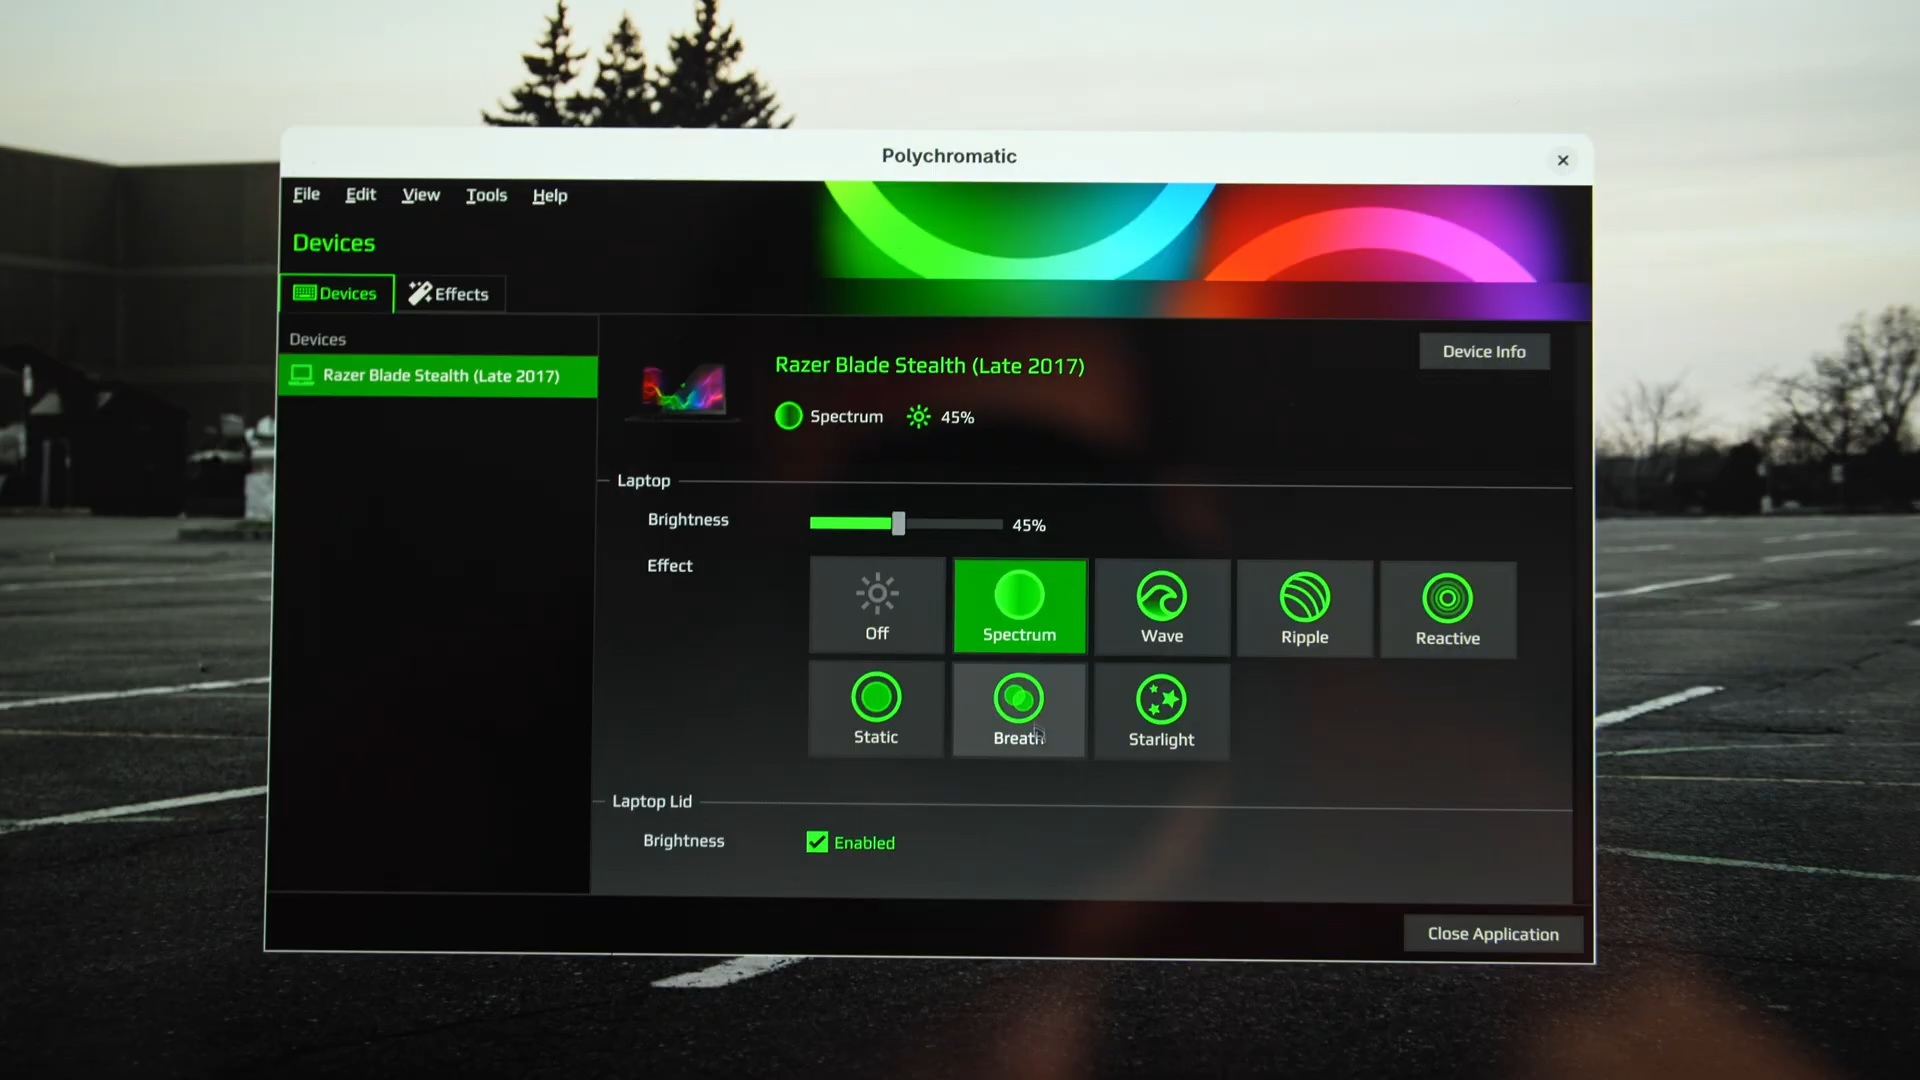 Polychromatic
File Edit View Tools Help
Devices
Devices Effects
Devices
Razer Blade Stealth (Late 2017)
Razer Blade Stealth (Late 2017)
Device Info
Spectrum 45%
Laptop
Brightness 45%
Effect
Off Spectrum Wave Ripple Reactive
Static Breath Starlight
Laptop Lid
Brightness Enabled
Close Application